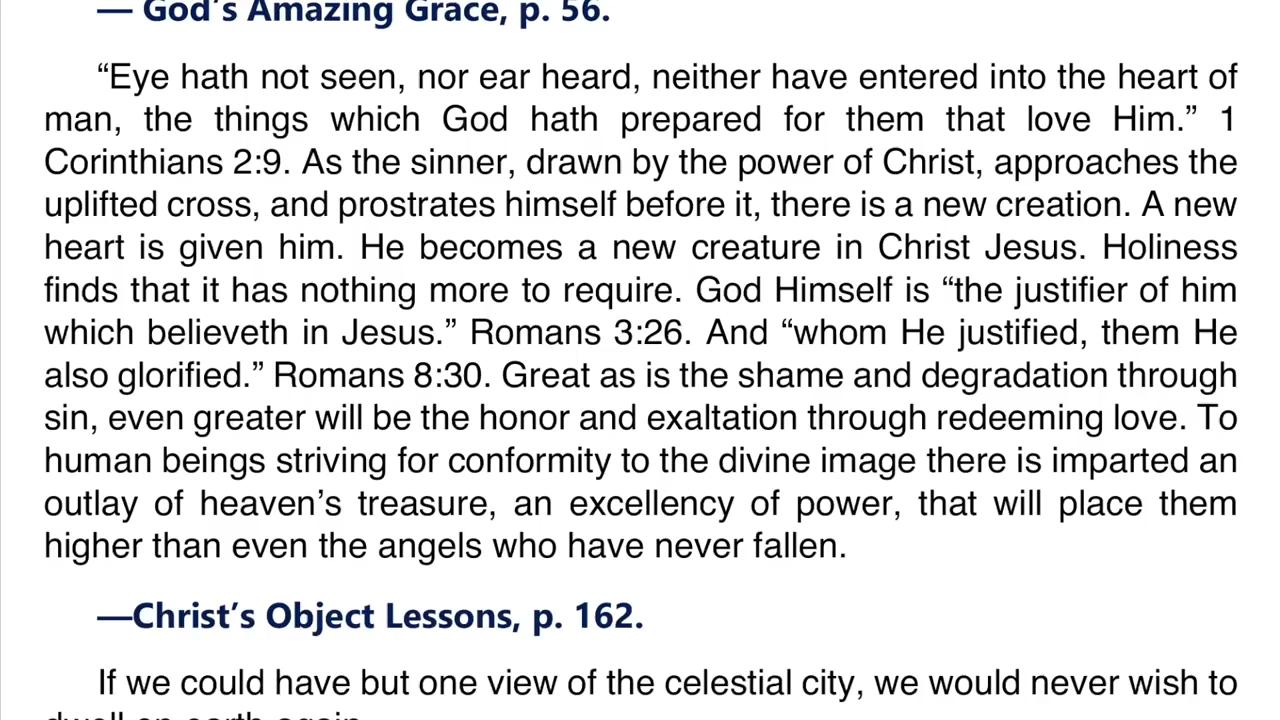 — God's Amazing Grace, p. 56.
“Eye hath not seen, nor ear heard, neither have entered into the heart of
man, the things which God hath prepared for them that love Him.” 1
Corinthians 2:9. As the sinner, drawn by the power of Christ, approaches the
uplifted cross, and prostrates himself before it, there is a new creation. A new
heart is given him. He becomes a new creature in Christ Jesus. Holiness
finds that it has nothing more to require. God Himself is “the justifier of him
which believeth in Jesus.” Romans 3:26. And “whom He justified, them He
also glorified.” Romans 8:30. Great as is the shame and degradation through
sin, even greater will be the honor and exaltation through redeeming love. To
human beings striving for conformity to the divine image there is imparted an
outlay of heaven’s treasure, an excellency of power, that will place them
higher than even the angels who have never fallen.
—Christ’s Object Lessons, p. 162.
If we could have but one view of the celestial city, we would never wish to
dwell on earth again